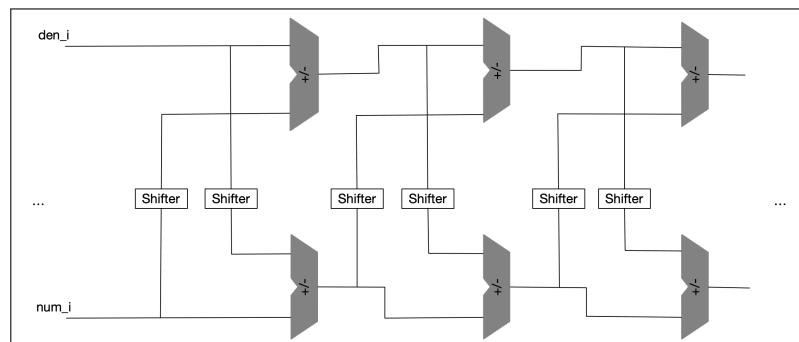 den_i
+/-
+/-
+/-
Shifter
Shifter
Shifter
Shifter
Shifter
Shifter
...
...
+/-
+/-
+/-
num_i